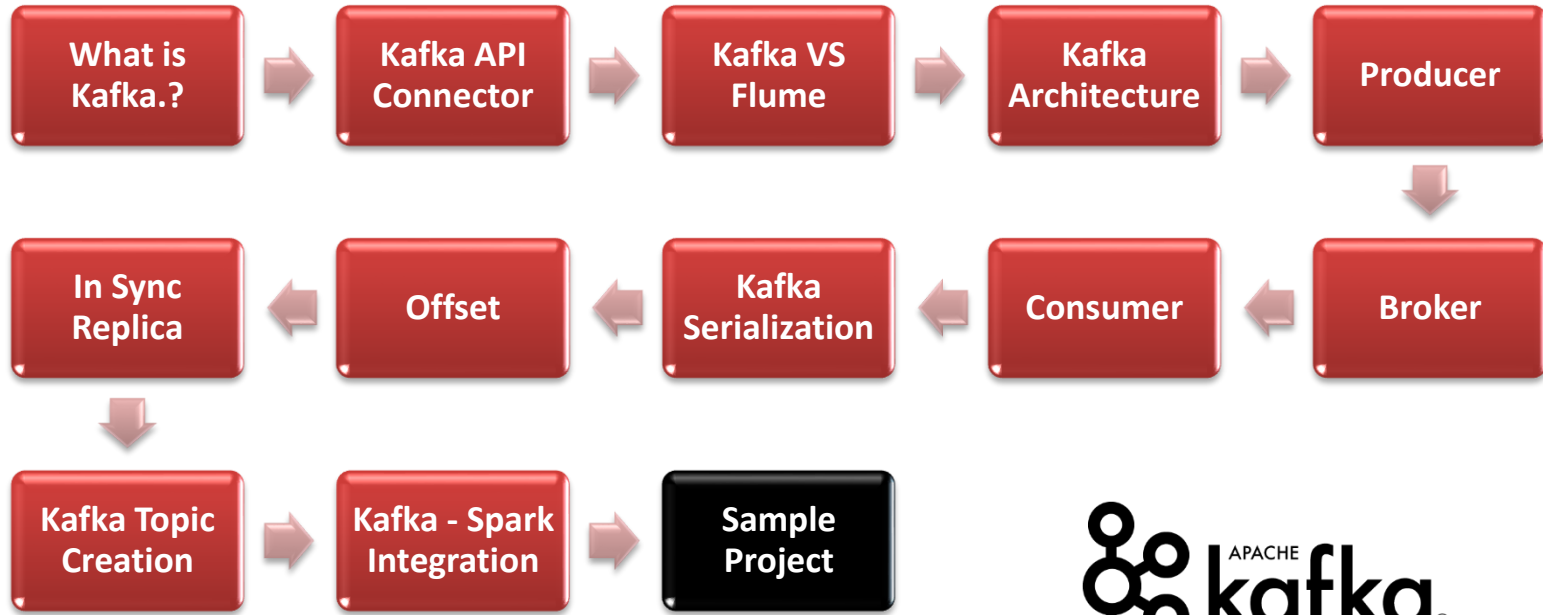 What is
Kafka.?
Kafka API
Connector
Kafka VS
Flume
Kafka
Architecture
Producer
Broker
Consumer
Kafka
Serialization
Offset
In Sync
Replica
Kafka Topic
Creation
Kafka - Spark
Integration
Sample
Project
APACHE
kafka